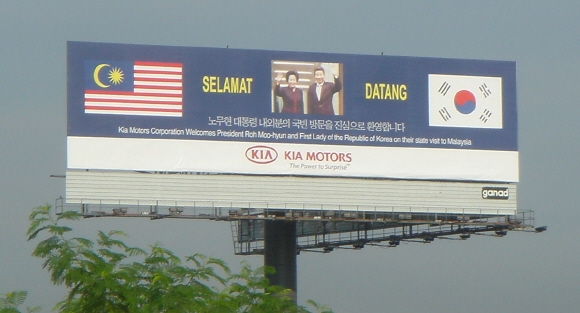 SELAMAT DATANG
노무현 대통령 내외분의 국빈 방문을 진심으로 환영합니다
Kia Motors Corporation Welcomes President Roh Moo-hyun and First Lady of the Republic of Korea on their state visit to Malaysia
KIA KIA MOTORS
The Power to Surprise
ganad